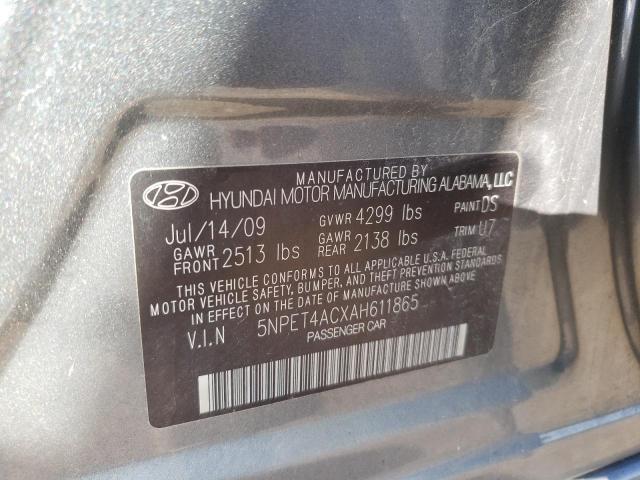 MANUFACTURED BY
HYUNDAI MOTOR MANUFACTURING ALABAMA, LLC
Jul/14/09 GVWR 4299 lbs PAINT DS
GAWR FRONT 2513 lbs GAWR REAR 2138 lbs TRIM U7
THIS VEHICLE CONFORMS TO ALL APPLICABLE U.S.A. FEDERAL
MOTOR VEHICLE SAFETY, BUMPER, AND THEFT PREVENTION STANDARDS
IN EFFECT ON THE DATE OF MANUFACTURE SHOWN ABOVE.
V.I.N 5NPET4ACXAH611865
PASSENGER CAR